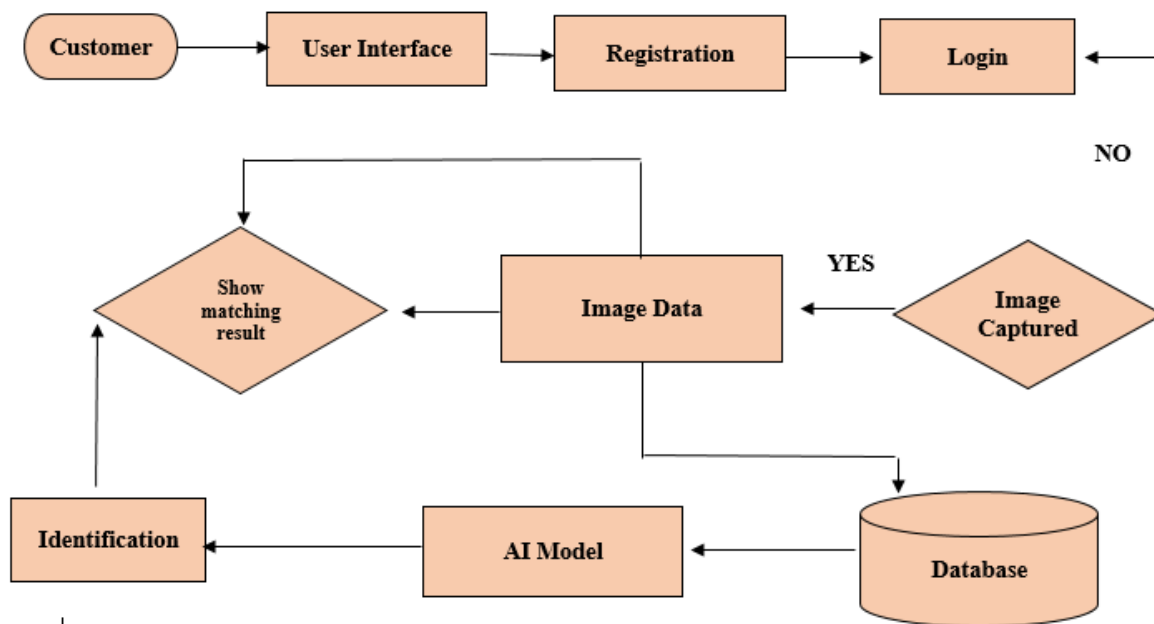 Customer
User Interface
Registration
Login
NO
Show
matching
result
Image Data
YES
Image
Captured
Identification
AI Model
Database